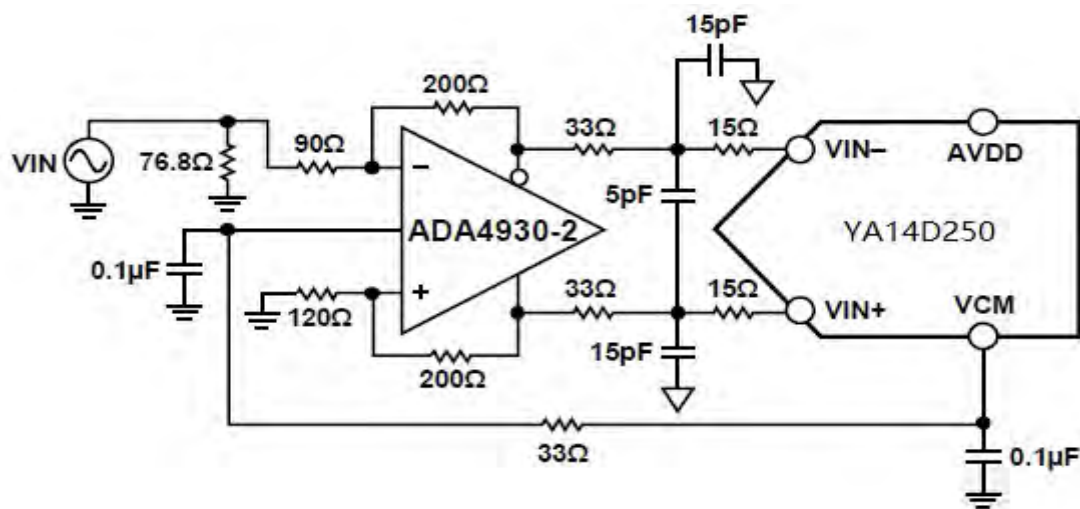 15pF
200Ω
33Ω
15Ω
VIN
76.8Ω
90Ω
−
VIN−
AVDD
5pF
ADA4930-2
YA14D250
0.1µF
120Ω
+
33Ω
15Ω
VIN+
VCM
15pF
200Ω
33Ω
0.1µF